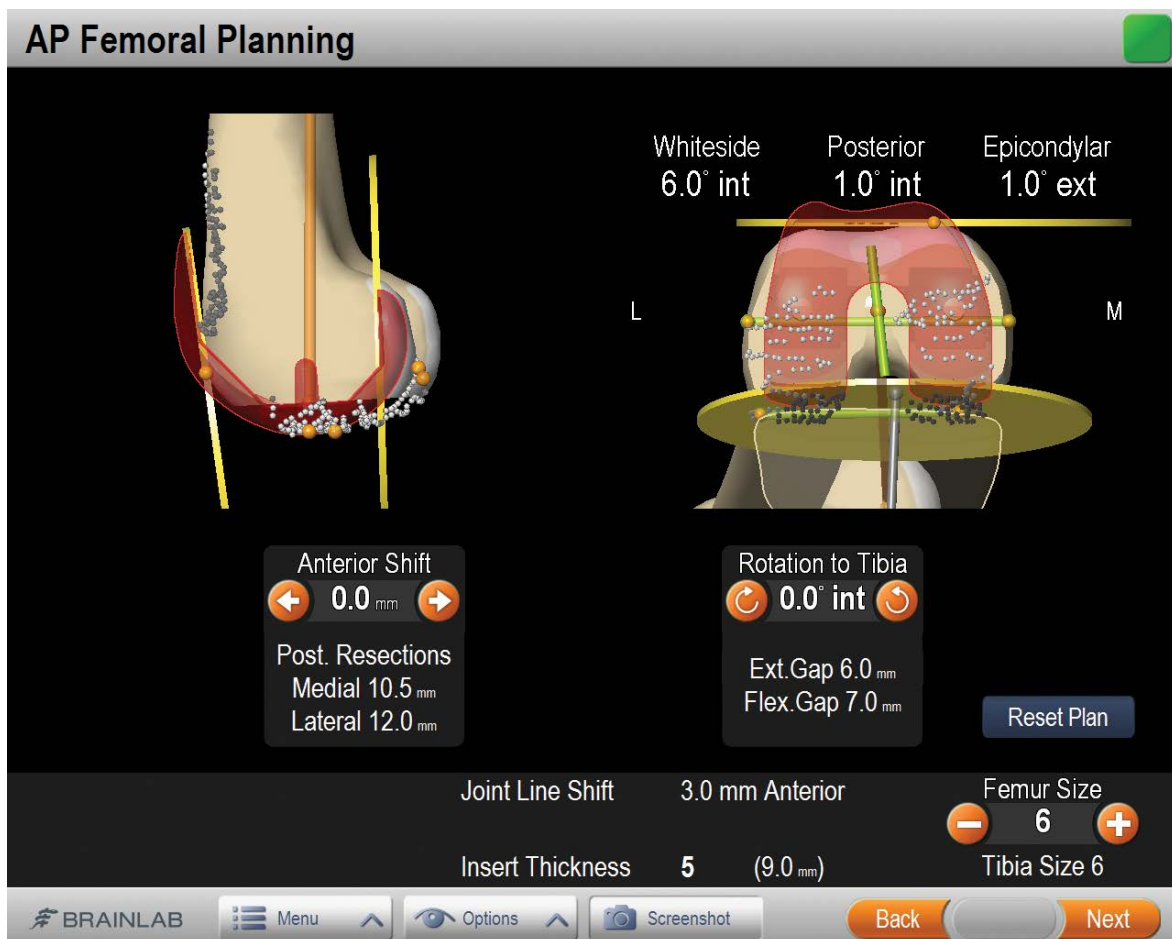 AP Femoral Planning
Whiteside Posterior Epicondylar
6.0° int 1.0° int 1.0° ext
L M
Anterior Shift
0.0 mm
Post. Resections
Medial 10.5 mm
Lateral 12.0 mm
Rotation to Tibia
0.0° int
Ext.Gap 6.0 mm
Flex.Gap 7.0 mm
Reset Plan
Joint Line Shift 3.0 mm Anterior
Insert Thickness 5 (9.0 mm)
Femur Size
6
Tibia Size 6
BRAINLAB Menu Options Screenshot Back Next